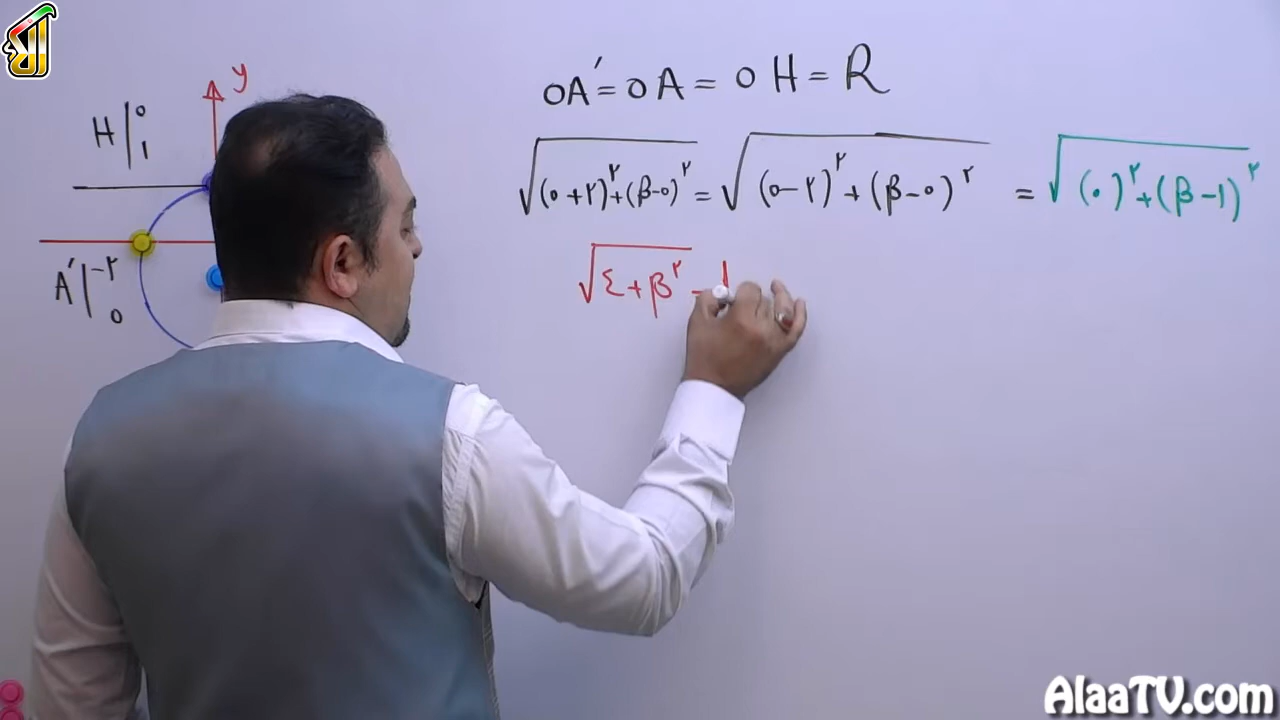 y
H | ۰ ۱
A' | -۲ ۰
OA' = OA = OH = R
√((۰+۲)^۲+(β-۰)^۲) = √((۰-۲)^۲+(β-۰)^۲) = √((۰)^۲+(β-۱)^۲)
√(۴+β^۲)
AlaaTV.com